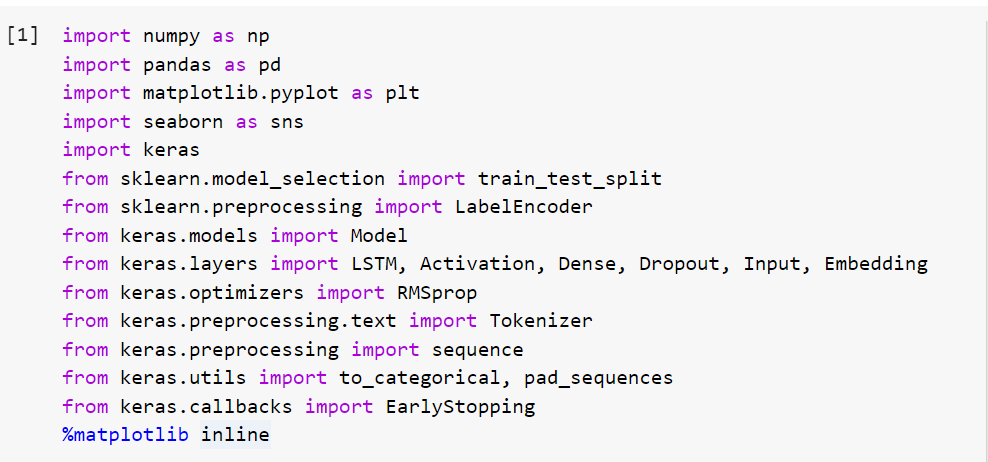 [1] import numpy as np
import pandas as pd
import matplotlib.pyplot as plt
import seaborn as sns
import keras
from sklearn.model_selection import train_test_split
from sklearn.preprocessing import LabelEncoder
from keras.models import Model
from keras.layers import LSTM, Activation, Dense, Dropout, Input, Embedding
from keras.optimizers import RMSprop
from keras.preprocessing.text import Tokenizer
from keras.preprocessing import sequence
from keras.utils import to_categorical, pad_sequences
from keras.callbacks import EarlyStopping
%matplotlib inline